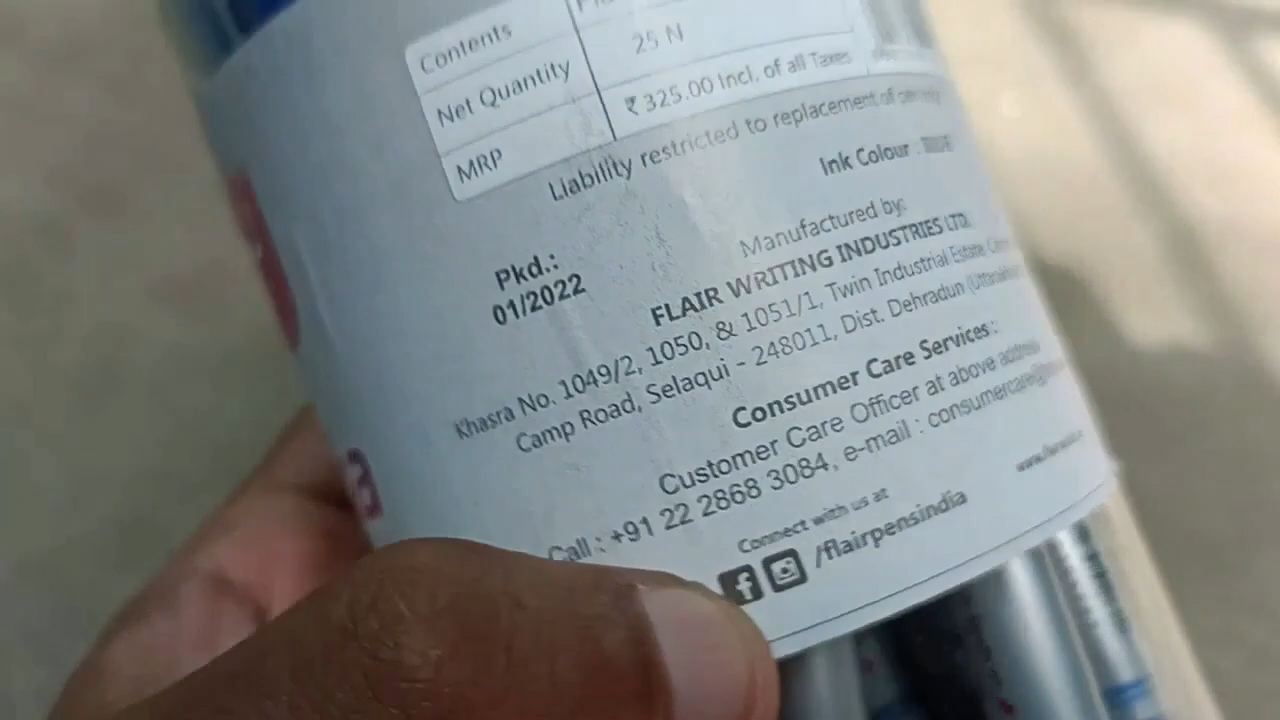 Contents
Net Quantity 25 N
MRP ₹ 325.00 Incl. of all Taxes
Liability restricted to replacement of
Ink Colour :
Pkd.:
01/2022
Manufactured by:
FLAIR WRITING INDUSTRIES LTD.
Khasra No. 1049/2, 1050, & 1051/1, Twin Industrial Estate,
Camp Road, Selaqui - 248011, Dist. Dehradun
Consumer Care Services :
Customer Care Officer at above address
Call : +91 22 2868 3084, e-mail :
Connect with us at
/flairpensindia